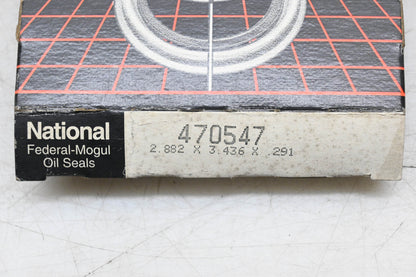 National
Federal-Mogul
Oil Seals
470547
2.882 X 3.436 X .291